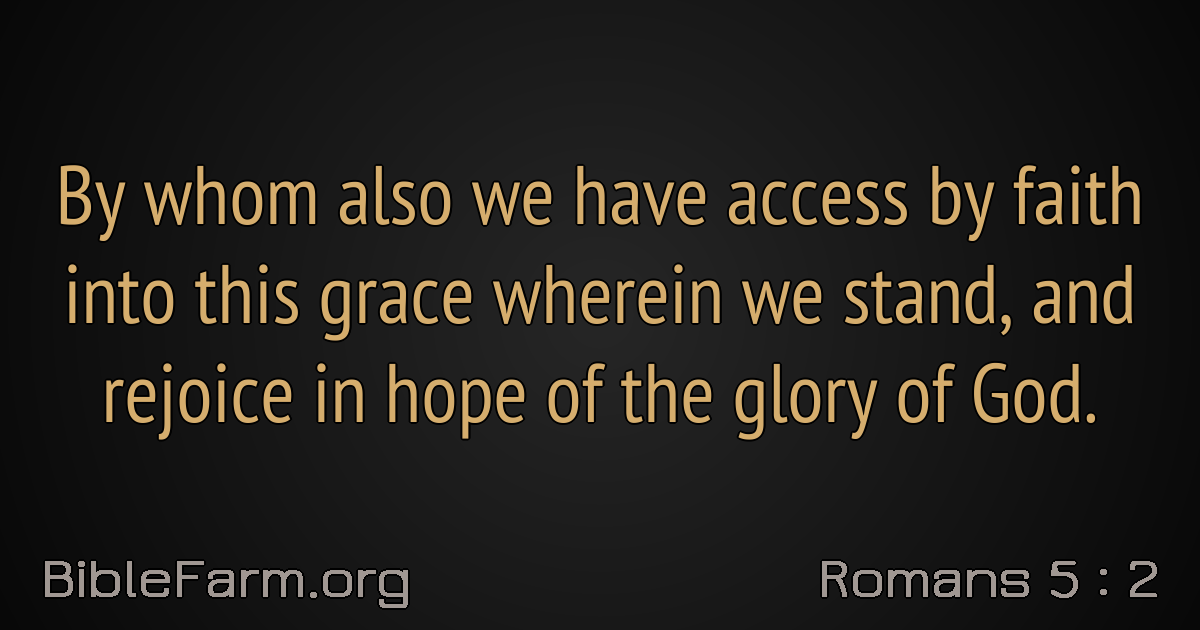 By whom also we have access by faith
into this grace wherein we stand, and
rejoice in hope of the glory of God.
BibleFarm.org
Romans 5 : 2